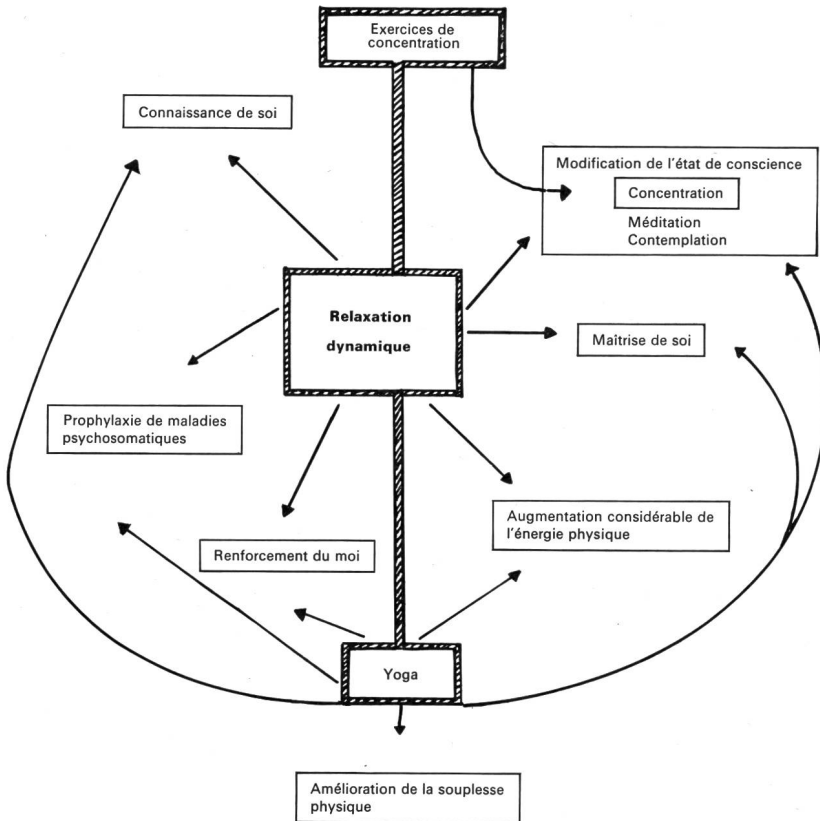 Exercices de
concentration
Connaissance de soi
Modification de l'état de conscience
Concentration
Méditation
Contemplation
Relaxation
dynamique
Maîtrise de soi
Prophylaxie de maladies
psychosomatiques
Augmentation considérable de
l'énergie physique
Renforcement du moi
Yoga
Amélioration de la souplesse
physique